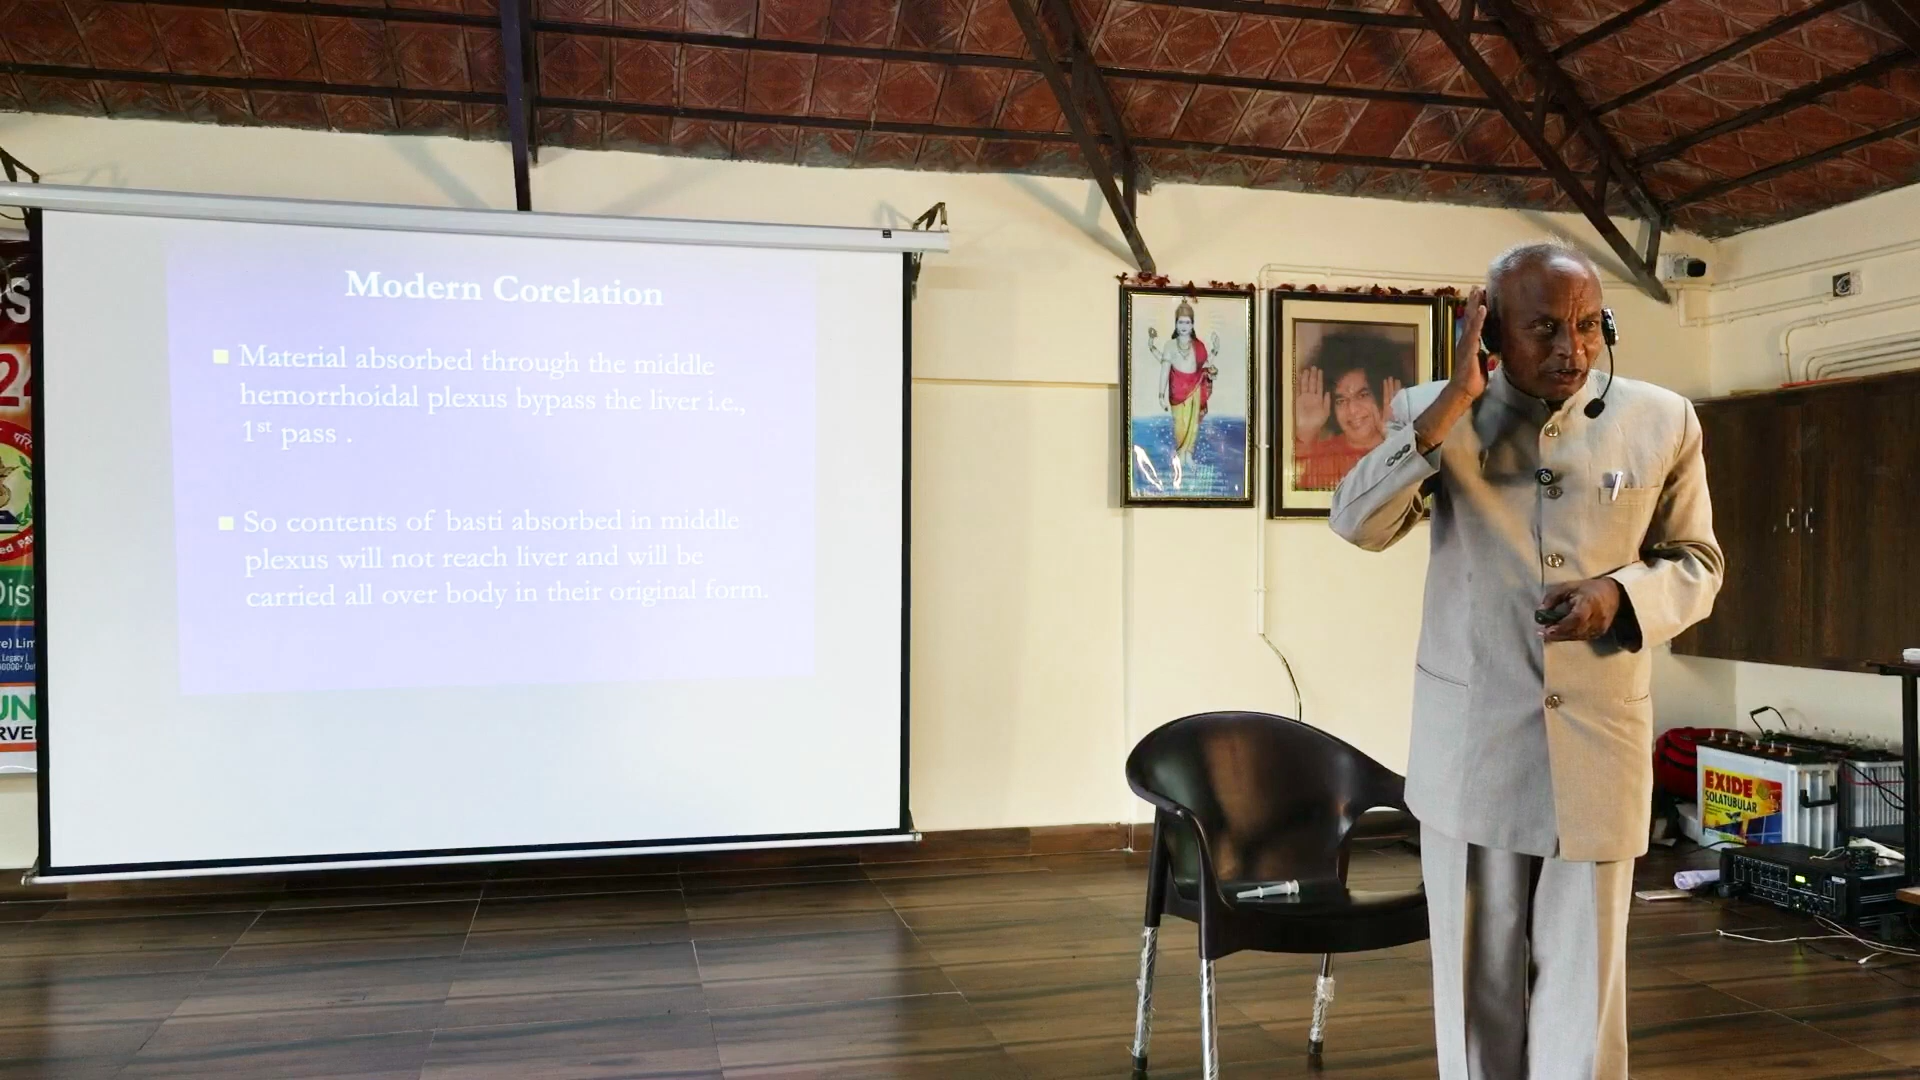 Modern Corelation
Material absorbed through the middle
hemorrhoidal plexus bypass the liver i.e.,
1st pass .
So contents of basti absorbed in middle
plexus will not reach liver and will be
carried all over body in their original form.
EXIDE
SOLATUBULAR